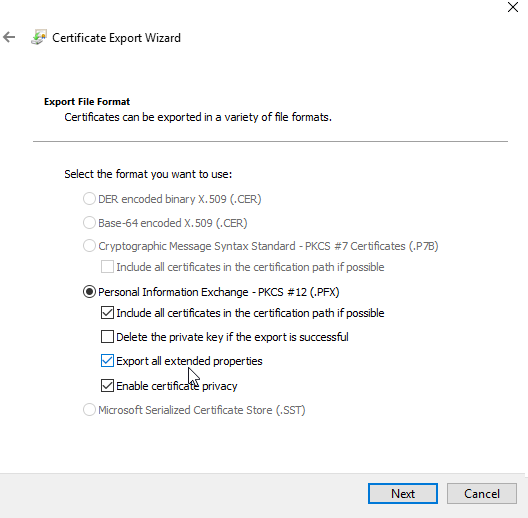 Certificate Export Wizard
Export File Format
Certificates can be exported in a variety of file formats.
Select the format you want to use:
DER encoded binary X.509 (.CER)
Base-64 encoded X.509 (.CER)
Cryptographic Message Syntax Standard - PKCS #7 Certificates (.P7B)
Include all certificates in the certification path if possible
Personal Information Exchange - PKCS #12 (.PFX)
Include all certificates in the certification path if possible
Delete the private key if the export is successful
Export all extended properties
Enable certificate privacy
Microsoft Serialized Certificate Store (.SST)
Next Cancel